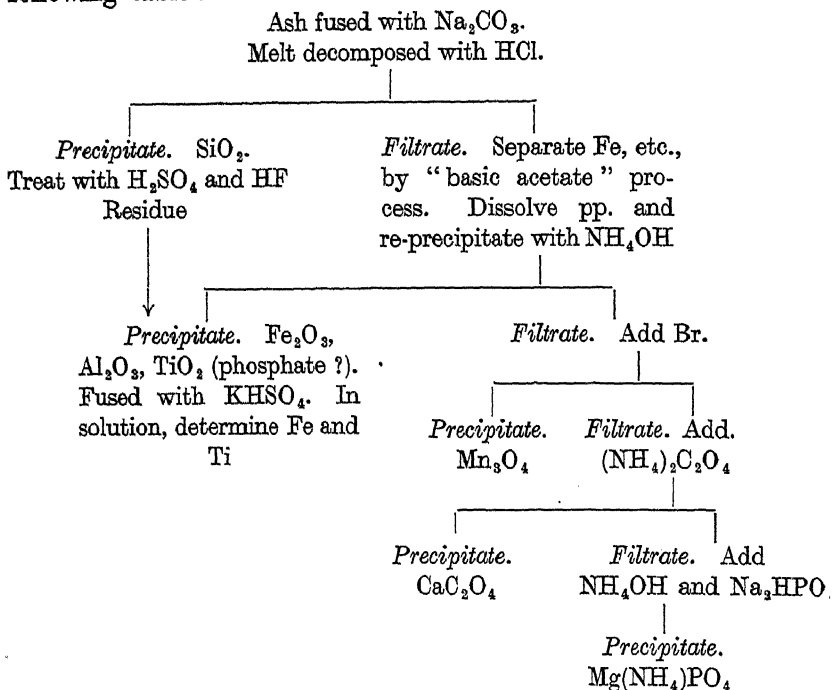 Ash fused with Na₂CO₃.
Melt decomposed with HCl.
Precipitate. SiO₂.
Treat with H₂SO₄ and HF
Residue
Filtrate. Separate Fe, etc.,
by “basic acetate” pro-
cess. Dissolve pp. and
re-precipitate with NH₄OH
Precipitate. Fe₂O₃,
Al₂O₃, TiO₂ (phosphate ?).
Fused with KHSO₄. In
solution, determine Fe and
Ti
Filtrate. Add Br.
Precipitate.
Mn₃O₄
Filtrate. Add.
(NH₄)₂C₂O₄
Precipitate.
CaC₂O₄
Filtrate. Add
NH₄OH and Na₂HPO
Precipitate.
Mg(NH₄)PO₄